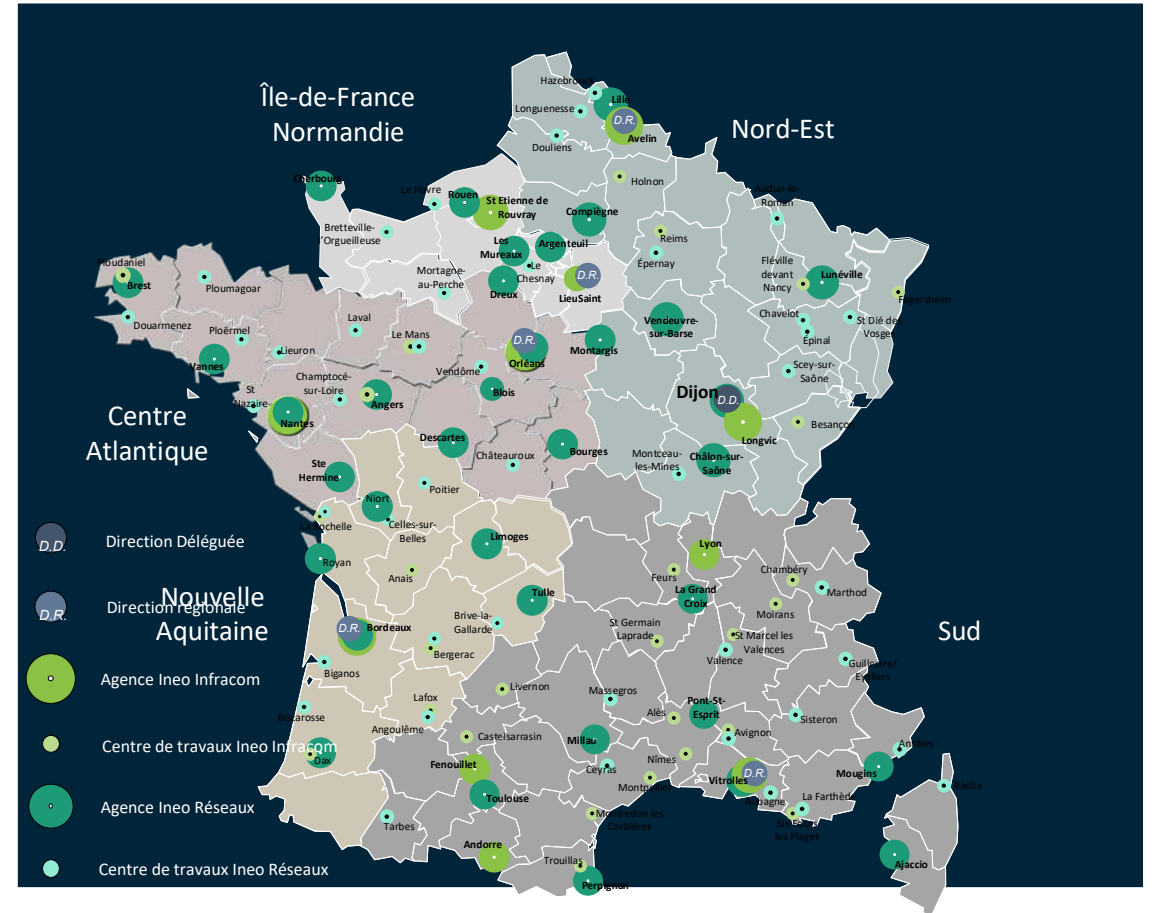 Île-de-France
Normandie
Nord-Est
Centre
Atlantique
Nouvelle
Aquitaine
Sud
Hazebrouck
Lille
Longuenesse
D.R.
Avelin
Douliens
Holnon
Cherbourg
Le Havre
Rouen
St Etienne de
Rouvray
Compiègne
Audun-le-
Roman
Bretteville-
l'Orgueilleuse
Les
Mureaux
Argenteuil
Reims
Épernay
Le
Chesnay
Mortagne-
au-Perche
Dreux
D.R.
LieuSaint
Fléville
devant
Nancy
Lunéville
Fegersheim
Ploudaniel
Brest
Ploumagoar
Douarnenez
Ploërmel
Laval
Le Mans
Lieuron
Vannes
Vendôme
D.R.
Orléans
Montargis
Vendeuvre-
sur-Barse
Chavelot
Épinal
St Dié des
Vosges
Scey-sur-
Saône
St
Nazaire
Champtocé-
sur-Loire
Angers
Blois
Nantes
Dijon
D.D.
Longvic
Besançon
Descartes
Châteauroux
Bourges
Montceau-
les-Mines
Châlon-sur-
Saône
Ste
Hermine
Poitier
Niort
La Rochelle
Celles-sur-
Belles
Limoges
Royan
Anais
Tulle
Brive-la-
Gallarde
D.R.
Bordeaux
Bergerac
Biganos
Lafox
Angoulême
Biscarosse
Dax
Lyon
Feurs
Chambéry
Marthod
La Grand
Croix
Moirans
St Germain
Laprade
St Marcel les
Valences
Valence
Guillestre/
Eygliers
Livernon
Massegros
Pont-St-
Esprit
Alès
Sisteron
Avignon
Castelsarrasin
Millau
Nîmes
Ceyras
Montpellier
Fenouillet
Vitrolles
D.R.
Aubagne
La Farthède
Six-Fours
les Plages
Mougins
Antibes
Bastia
Toulouse
Tarbes
Montredon les
Corbières
Andorre
Trouillas
Perpignan
Ajaccio
D.D. Direction Déléguée
D.R. Direction régionale
Agence Ineo Infracom
Centre de travaux Ineo Infracom
Agence Ineo Réseaux
Centre de travaux Ineo Réseaux